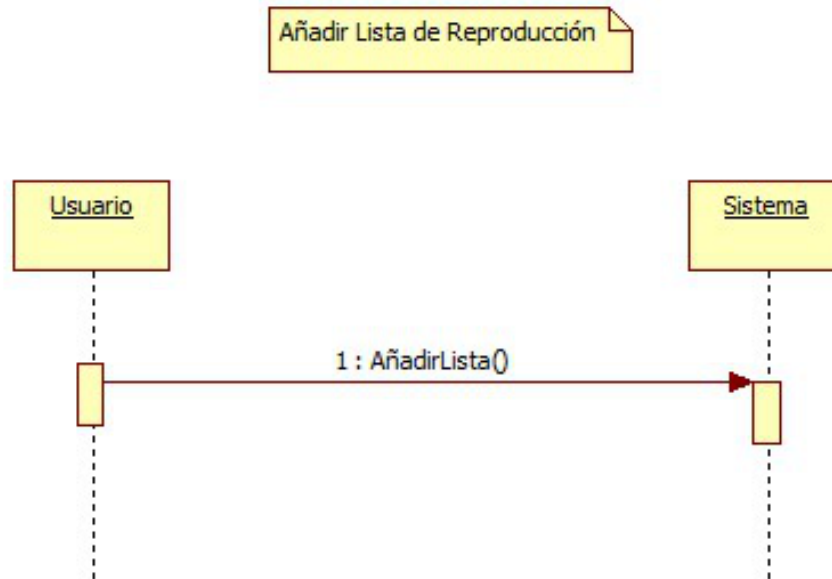 Añadir Lista de Reproducción
Usuario
Sistema
1 : AñadirLista()